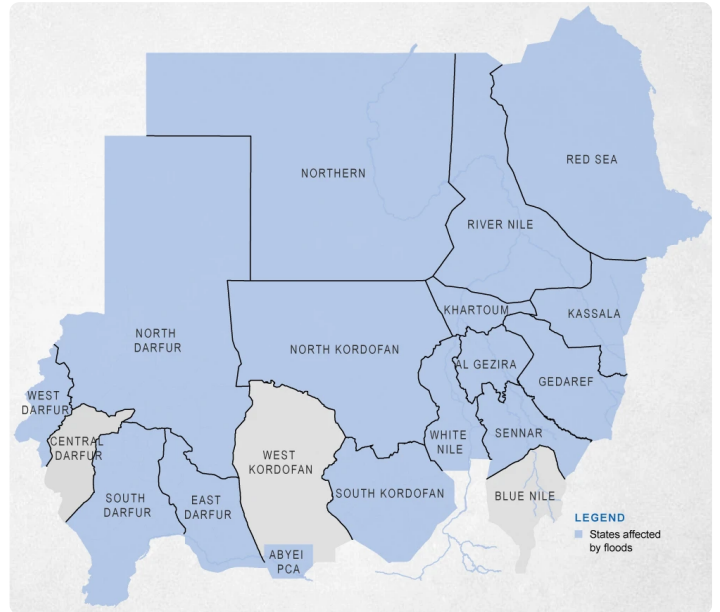 NORTHERN
RED SEA
RIVER NILE
KHARTOUM
KASSALA
NORTH
DARFUR
NORTH KORDOFAN
AL GEZIRA
GEDAREF
WEST
DARFUR
CENTRAL
DARFUR
WEST
KORDOFAN
WHITE
NILE
SENNAR
SOUTH
DARFUR
EAST
DARFUR
SOUTH KORDOFAN
BLUE NILE
ABYEI
PCA
LEGEND
States affected
by floods